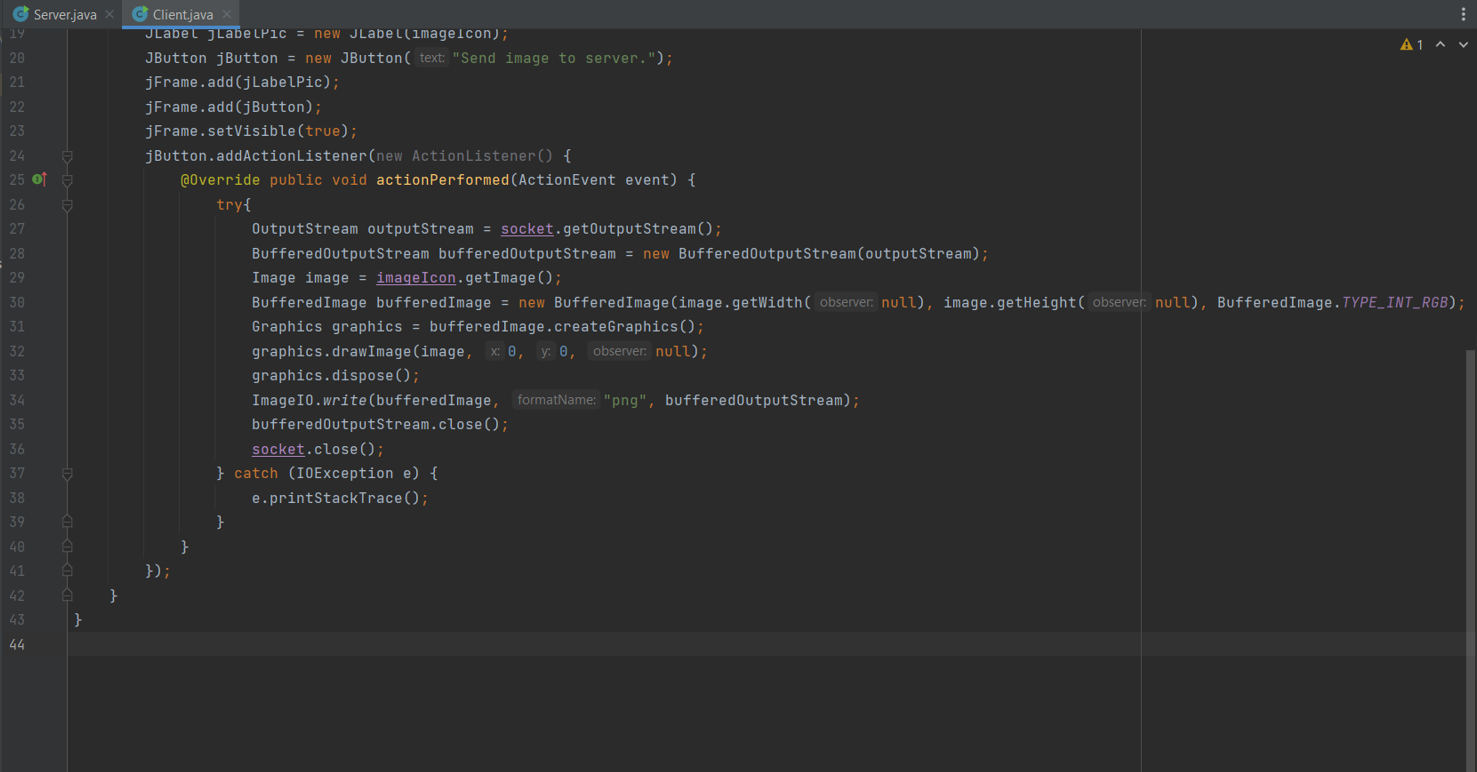 Server.java Client.java
1
19 JLabel jLabelPic = new JLabel(imageIcon);
20 JButton jButton = new JButton( text: "Send image to server.");
21 jFrame.add(jLabelPic);
22 jFrame.add(jButton);
23 jFrame.setVisible(true);
24 jButton.addActionListener(new ActionListener() {
25 @Override public void actionPerformed(ActionEvent event) {
26 try{
27 OutputStream outputStream = socket.getOutputStream();
28 BufferedOutputStream bufferedOutputStream = new BufferedOutputStream(outputStream);
29 Image image = imageIcon.getImage();
30 BufferedImage bufferedImage = new BufferedImage(image.getWidth( observer: null), image.getHeight( observer: null), BufferedImage.TYPE_INT_RGB);
31 Graphics graphics = bufferedImage.createGraphics();
32 graphics.drawImage(image, x: 0, y: 0, observer: null);
33 graphics.dispose();
34 ImageIO.write(bufferedImage, formatName: "png", bufferedOutputStream);
35 bufferedOutputStream.close();
36 socket.close();
37 } catch (IOException e) {
38 e.printStackTrace();
39 }
40 }
41 });
42 }
43 }
44